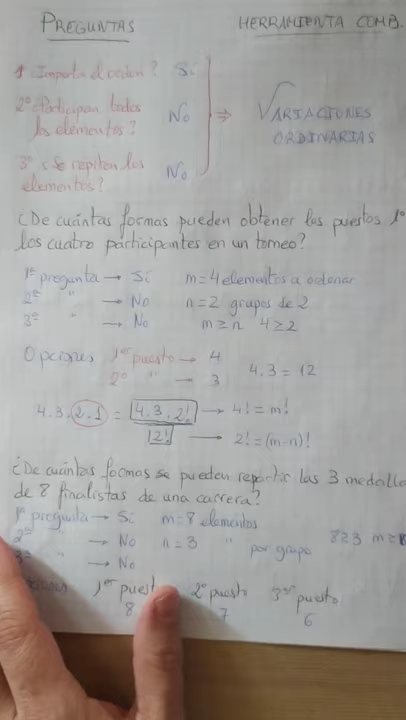 PREGUNTAS HERRAMIENTA COMB.
1ª Importa el orden? Sí
2º ¿Participan todos los elementos? No ⇒ VARIACIONES ORDINARIAS
3º ¿Se repiten los elementos? No
¿De cuántas formas pueden obtener los puestos 1º
los cuatro participantes en un torneo?
1ª pregunta → Sí m=4 elementos a ordenar
2ª " → No n=2 grupos de 2
3ª " → No m≥n 4≥2
Opciones 1er puesto → 4
2º " → 3 4.3=12
4.3.2.1 = 4.3.2! → 4!=m!
2! → 2!=(m-n)!
¿De cuántas formas se pueden repartir las 3 medalla
de 8 finalistas de una carrera?
1ª pregunta → Sí m=8 elementos
2ª " → No n=3 " por grupo 8≥3 m≥
3ª " → No
1er puesto 2º puesto 3er puesto
8 7 6